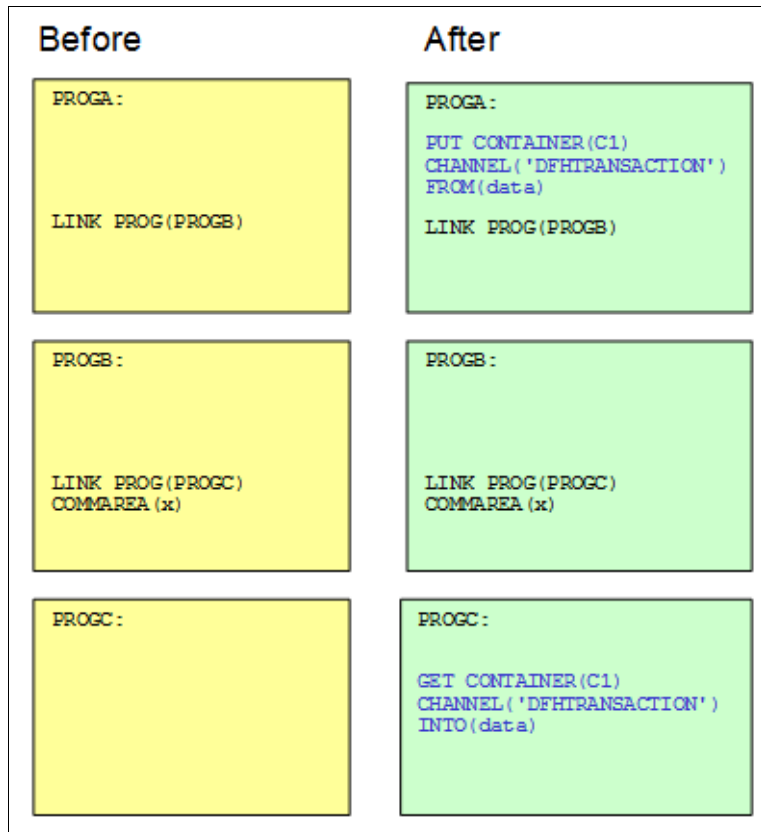 Before
After
PROGA:
LINK PROG(PROGB)
PROGA:
PUT CONTAINER(C1)
CHANNEL('DFHTRANSACTION')
FROM(data)
LINK PROG(PROGB)
PROGB:
LINK PROG(PROGC)
COMMAREA(x)
PROGB:
LINK PROG(PROGC)
COMMAREA(x)
PROGC:
PROGC:
GET CONTAINER(C1)
CHANNEL('DFHTRANSACTION')
INTO(data)